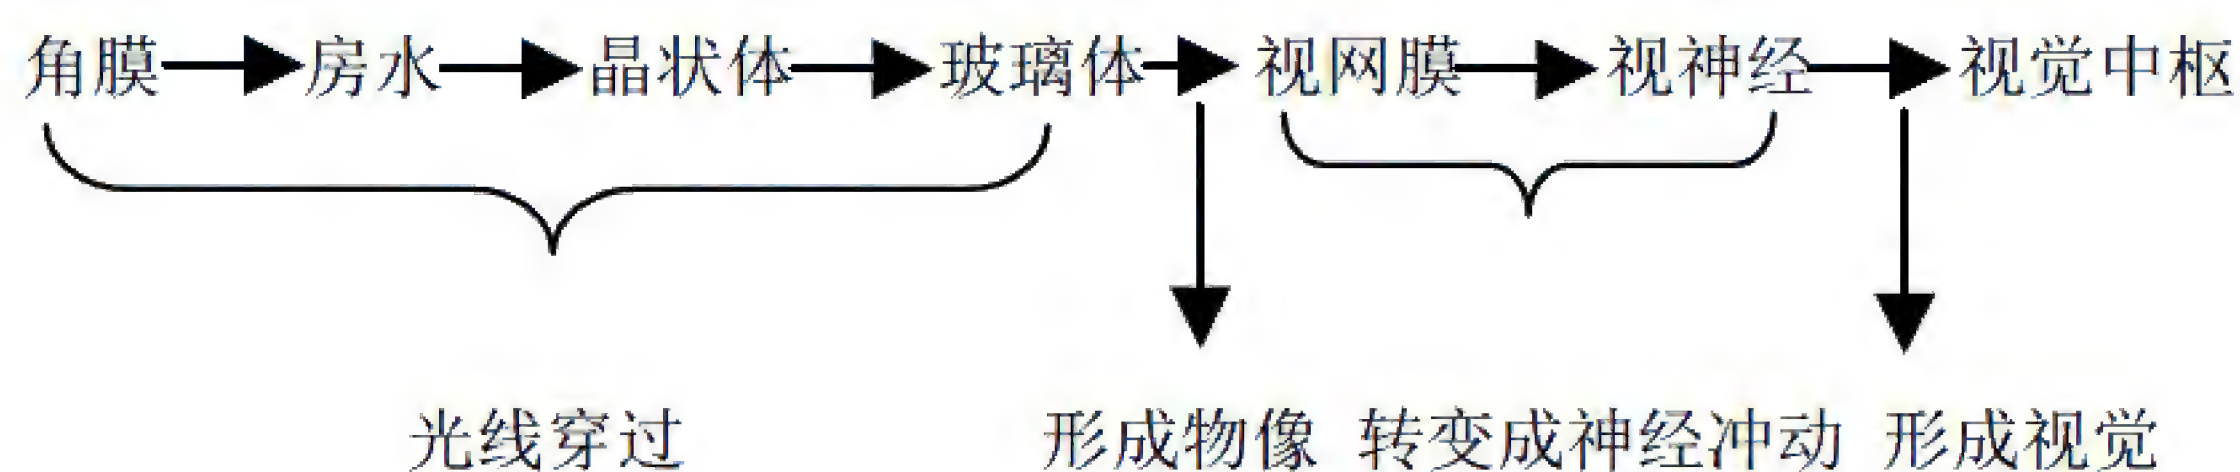 角膜→房水→晶状体→玻璃体→视网膜→视神经→视觉中枢
光线穿过 形成物像 转变成神经冲动 形成视觉